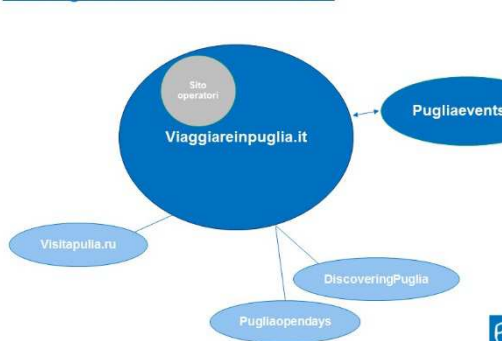 Sito
operatori
Viaggiareinpuglia.it
Pugliaevents
Visitapulia.ru
DiscoveringPuglia
Pugliaopendays